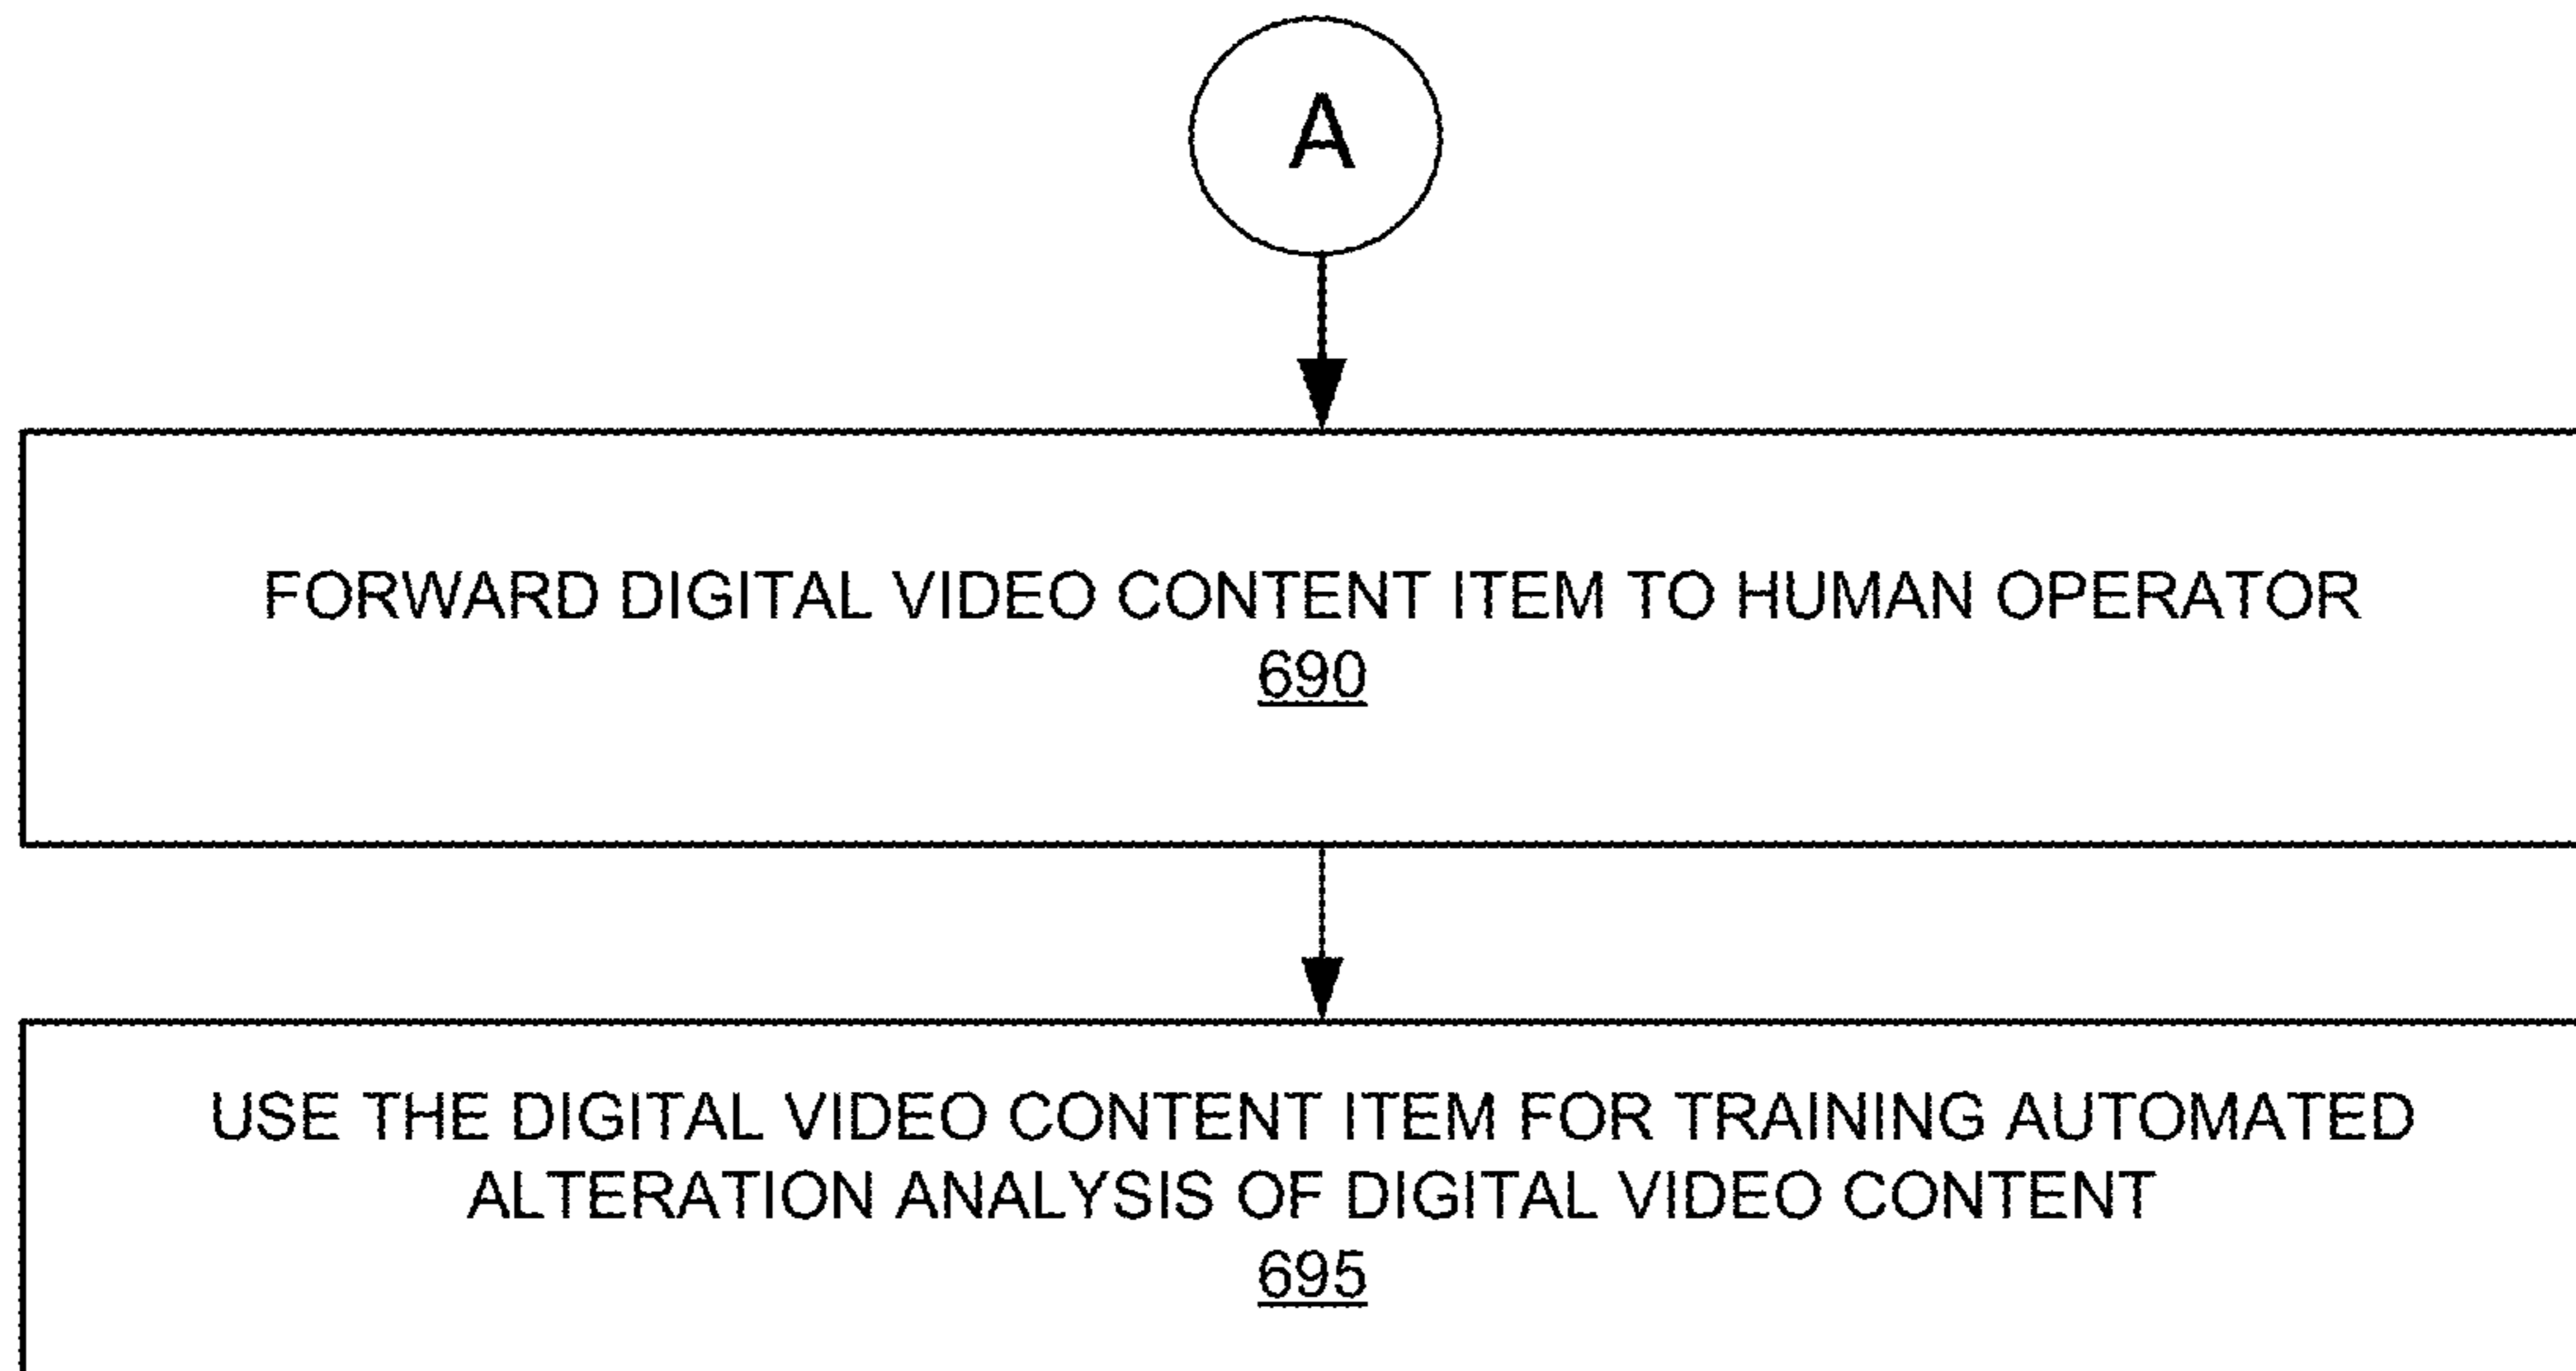 A
FORWARD DIGITAL VIDEO CONTENT ITEM TO HUMAN OPERATOR
690
USE THE DIGITAL VIDEO CONTENT ITEM FOR TRAINING AUTOMATED
ALTERATION ANALYSIS OF DIGITAL VIDEO CONTENT
695